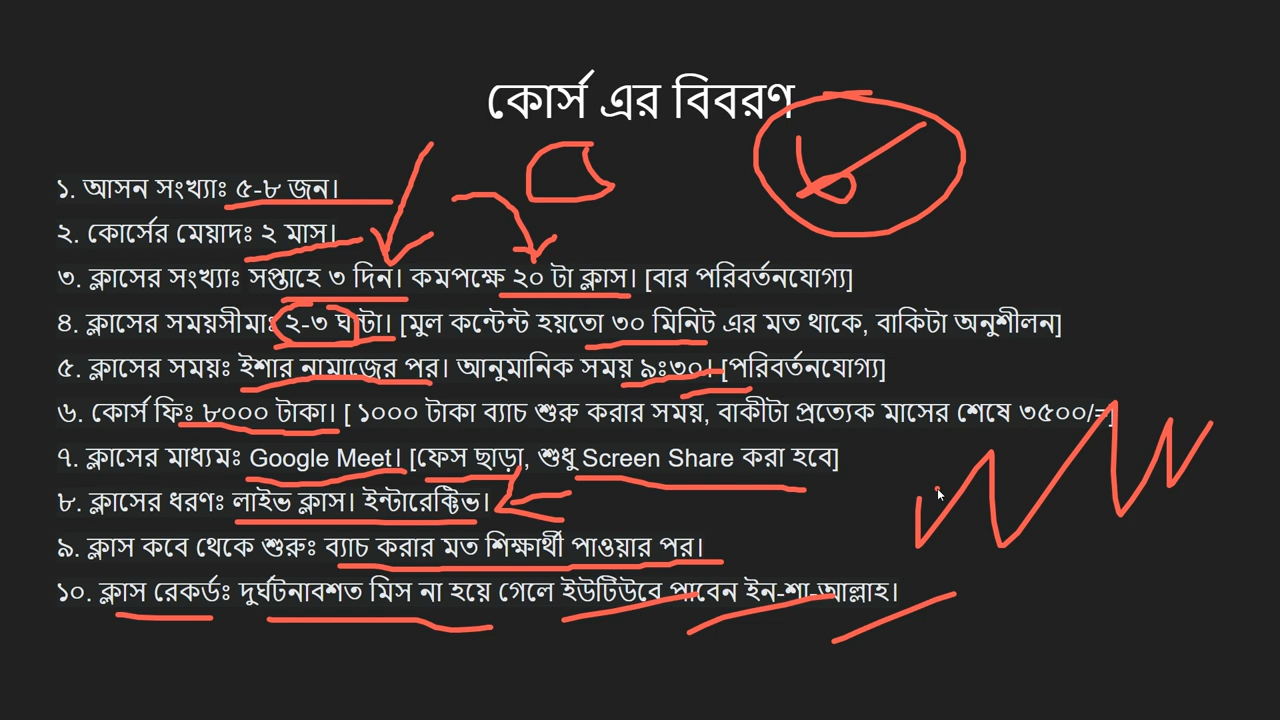 কোর্স এর বিবরণ
১. আসন সংখ্যাঃ ৫-৮ জন।
২. কোর্সের মেয়াদঃ ২ মাস।
৩. ক্লাসের সংখ্যাঃ সপ্তাহে ৩ দিন। কমপক্ষে ২০ টা ক্লাস। [বার পরিবর্তনযোগ্য]
৪. ক্লাসের সময়সীমাঃ ২-৩ ঘন্টা। [মুল কন্টেন্ট হয়তো ৩০ মিনিট এর মত থাকে, বাকিটা অনুশীলন]
৫. ক্লাসের সময়ঃ ইশার নামাজের পর। আনুমানিক সময় ৯ঃ৩০। [পরিবর্তনযোগ্য]
৬. কোর্স ফিঃ ৮০০০ টাকা। [ ১০০০ টাকা ব্যাচ শুরু করার সময়, বাকীটা প্রত্যেক মাসের শেষে ৩৫০০/=]
৭. ক্লাসের মাধ্যমঃ Google Meet। [ফেস ছাড়া, শুধু Screen Share করা হবে]
৮. ক্লাসের ধরণঃ লাইভ ক্লাস। ইন্টারেক্টিভ।
৯. ক্লাস কবে থেকে শুরুঃ ব্যাচ করার মত শিক্ষার্থী পাওয়ার পর।
১০. ক্লাস রেকর্ডঃ দুর্ঘটনাবশত মিস না হয়ে গেলে ইউটিউবে পাবেন ইন-শা-আল্লাহ।